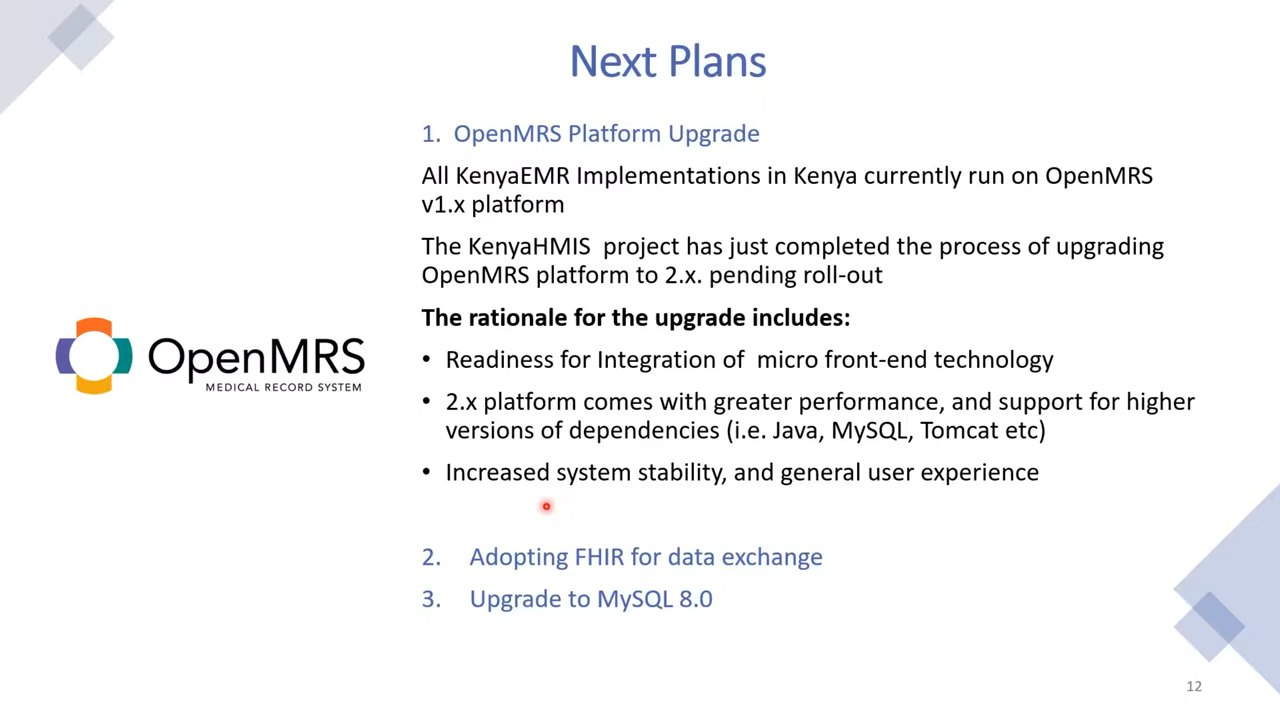 Next Plans
1. OpenMRS Platform Upgrade
All KenyaEMR Implementations in Kenya currently run on OpenMRS
v1.x platform
The KenyaHMIS project has just completed the process of upgrading
OpenMRS platform to 2.x. pending roll-out
The rationale for the upgrade includes:
• Readiness for Integration of micro front-end technology
• 2.x platform comes with greater performance, and support for higher
versions of dependencies (i.e. Java, MySQL, Tomcat etc)
• Increased system stability, and general user experience
2. Adopting FHIR for data exchange
3. Upgrade to MySQL 8.0
OpenMRS
MEDICAL RECORD SYSTEM
12